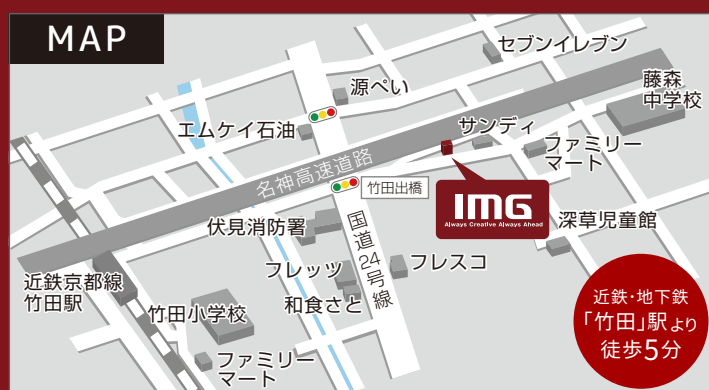 MAP
セブンイレブン
藤森
中学校
源ぺい
エムケイ石油
サンディ
ファミリー
マート
名神高速道路
竹田出橋
IMG
Always Creative Always Ahead
伏見消防署
国道24号線
深草児童館
フレッツ
フレスコ
近鉄京都線
竹田駅
和食さと
竹田小学校
ファミリー
マート
近鉄・地下鉄
「竹田」駅より
徒歩5分